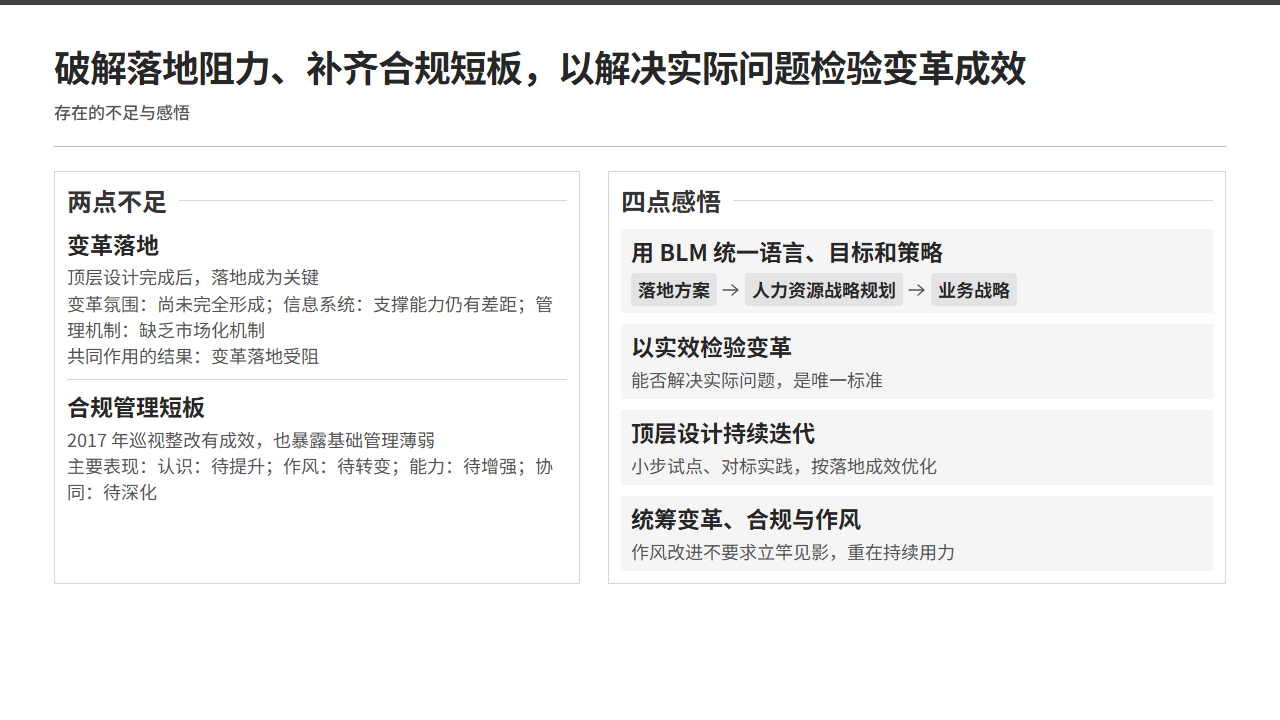 破解落地阻力、补齐合规短板，以解决实际问题检验变革成效
存在的不足与感悟
两点不足
变革落地
顶层设计完成后，落地成为关键
变革氛围：尚未完全形成；信息系统：支撑能力仍有差距；管
理机制：缺乏市场化机制
共同作用的结果：变革落地受阻
合规管理短板
2017 年巡视整改有成效，也暴露基础管理薄弱
主要表现：认识：待提升；作风：待转变；能力：待增强；协
同：待深化
四点感悟
用 BLM 统一语言、目标和策略
落地方案 → 人力资源战略规划 → 业务战略
以实效检验变革
能否解决实际问题，是唯一标准
顶层设计持续迭代
小步试点、对标实践，按落地成效优化
统筹变革、合规与作风
作风改进不要求立竿见影，重在持续用力